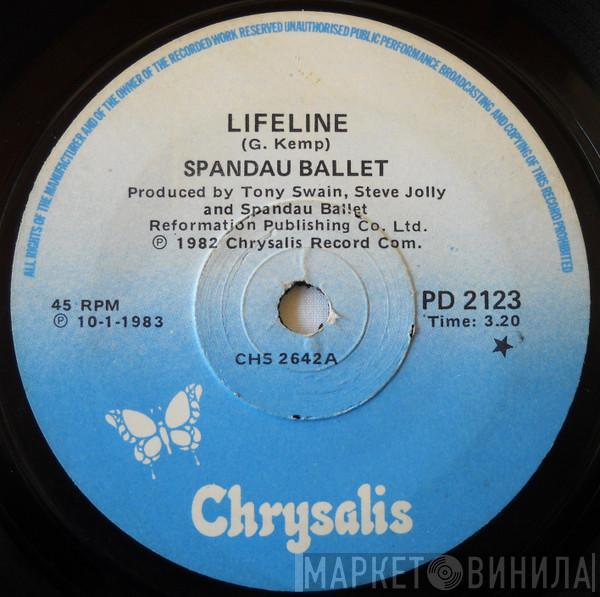 ALL RIGHTS OF THE MANUFACTURER AND OF THE OWNER OF THE RECORDED WORK RESERVED UNAUTHORISED PUBLIC PERFORMANCE BROADCASTING AND COPYING OF THIS RECORD PROHIBITED
LIFELINE
(G. Kemp)
SPANDAU BALLET
Produced by Tony Swain, Steve Jolly
and Spandau Ballet
Reformation Publishing Co. Ltd.
℗ 1982 Chrysalis Record Com.
45 RPM
℗ 10-1-1983
PD 2123
Time: 3.20
CHS 2642A
Chrysalis
МАРКЕТ ВИНИЛА